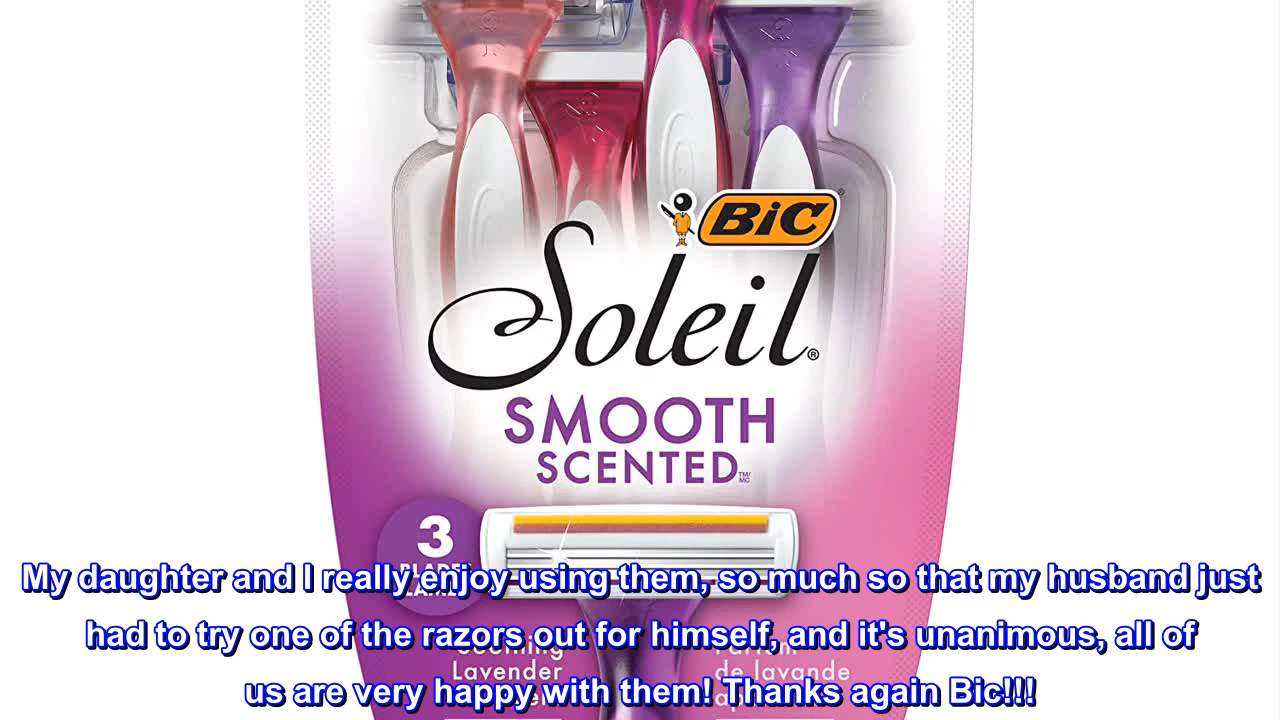 BiC
®
Soleil®
SMOOTH
SCENTED
TM/
MC
3
My daughter and I really enjoy using them, so much so that my husband just
had to try one of the razors out for himself, and it's unanimous, all of
Lavender
de lavande
us are very happy with them! Thanks again Bic!!!